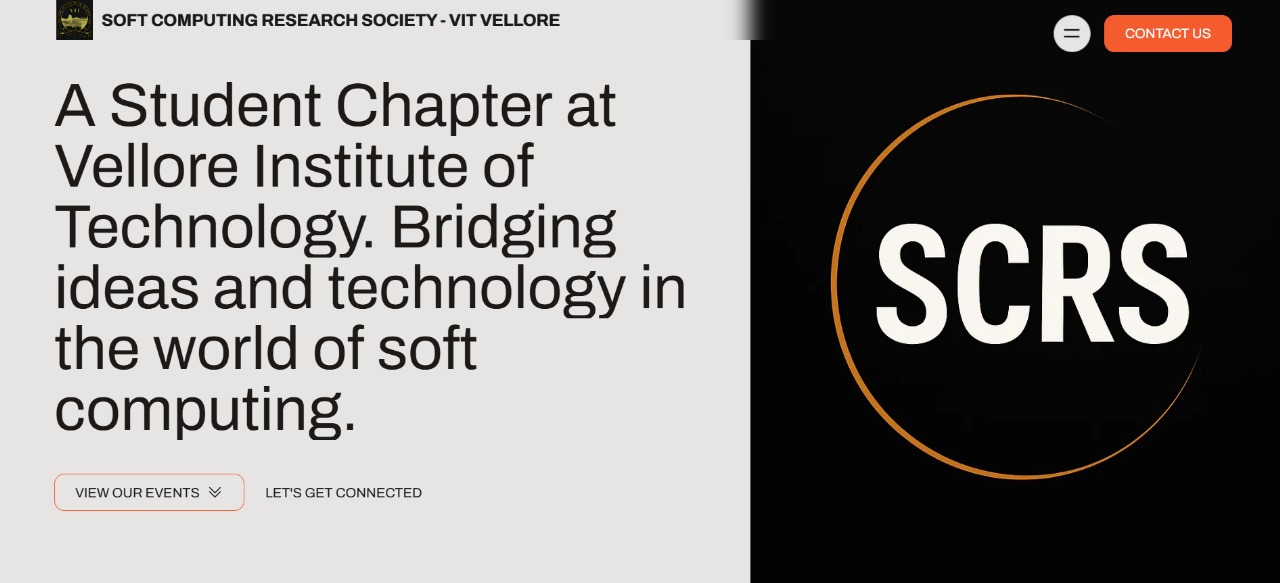 SOFT COMPUTING RESEARCH SOCIETY - VIT VELLORE
CONTACT US
A Student Chapter at
Vellore Institute of
Technology. Bridging
ideas and technology in
the world of soft
computing.
SCRS
VIEW OUR EVENTS
LET'S GET CONNECTED